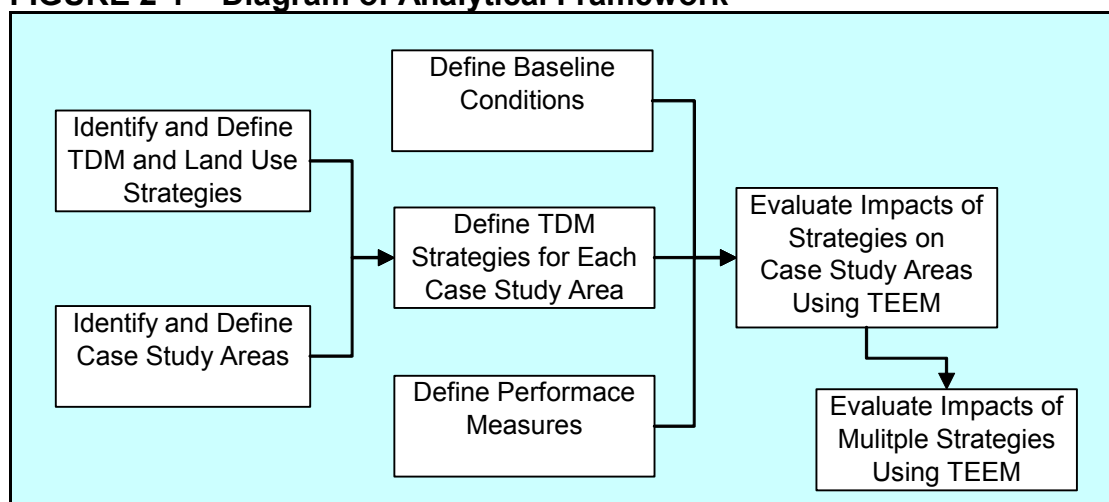 FIGURE 2-1 – Diagram of Analytical Framework
Define Baseline
Conditions
Identify and Define
TDM and Land Use
Strategies
Define TDM
Strategies for Each
Case Study Area
Evaluate Impacts of
Strategies on
Case Study Areas
Using TEEM
Identify and Define
Case Study Areas
Define Performace
Measures
Evaluate Impacts of
Mulitple Strategies
Using TEEM